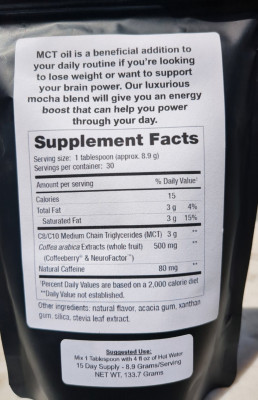 MCT oil is a beneficial addition to
your daily routine if you're looking
to lose weight or want to support
your brain power. Our luxurious
mocha blend will give you an energy
boost that can help you power
through your day.
Supplement Facts
Serving size: 1 tablespoon (approx. 8.9 g)
Servings per container: 30
Amount per serving % Daily Value*
Calories 15
Total Fat 3 g 4%
Saturated Fat 3 g 15%
C8/C10 Medium Chain Triglycerides (MCT) 3 g **
Coffea arabica Extracts (whole fruit) 500 mg **
(Coffeeberry® & NeuroFactor™)
Natural Caffeine 80 mg **
*Percent Daily Values are based on a 2,000 calorie diet
**Daily Value not established.
Other ingredients: natural flavor, acacia gum, xanthan
gum, silica, stevia leaf extract.
Suggested Use:
Mix 1 Tablespoon with 4 fl oz of Hot Water
15 Day Supply - 8.9 Grams/Serving
NET WT. 133.7 Grams